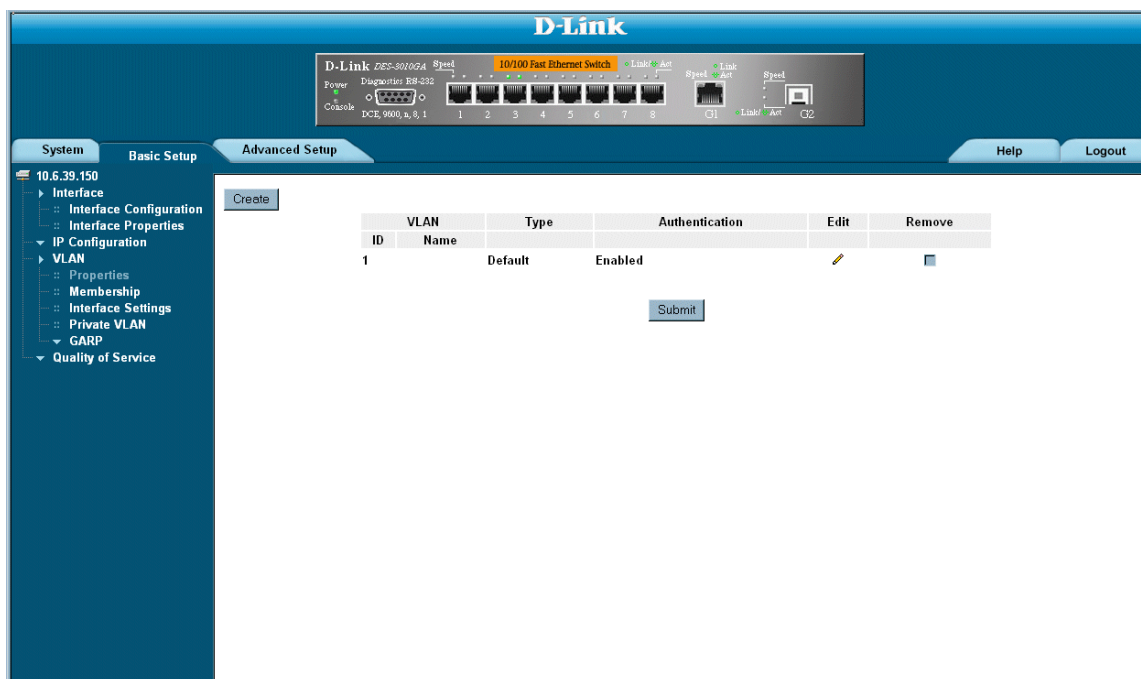 D-Link
D-Link DES-3010GA Speed 10/100 Fast Ethernet Switch Link/ Act
Power Diagnostics RS-232
Console
DCE, 9600, n, 8, 1 1 2 3 4 5 6 7 8
Speed Link Act
G1
Speed
Link/ Act G2
System Basic Setup Advanced Setup Help Logout
10.6.39.150
Interface
Interface Configuration
Interface Properties
IP Configuration
VLAN
Properties
Membership
Interface Settings
Private VLAN
GARP
Quality of Service
Create
VLAN Type Authentication Edit Remove
ID Name
1 Default Enabled
Submit